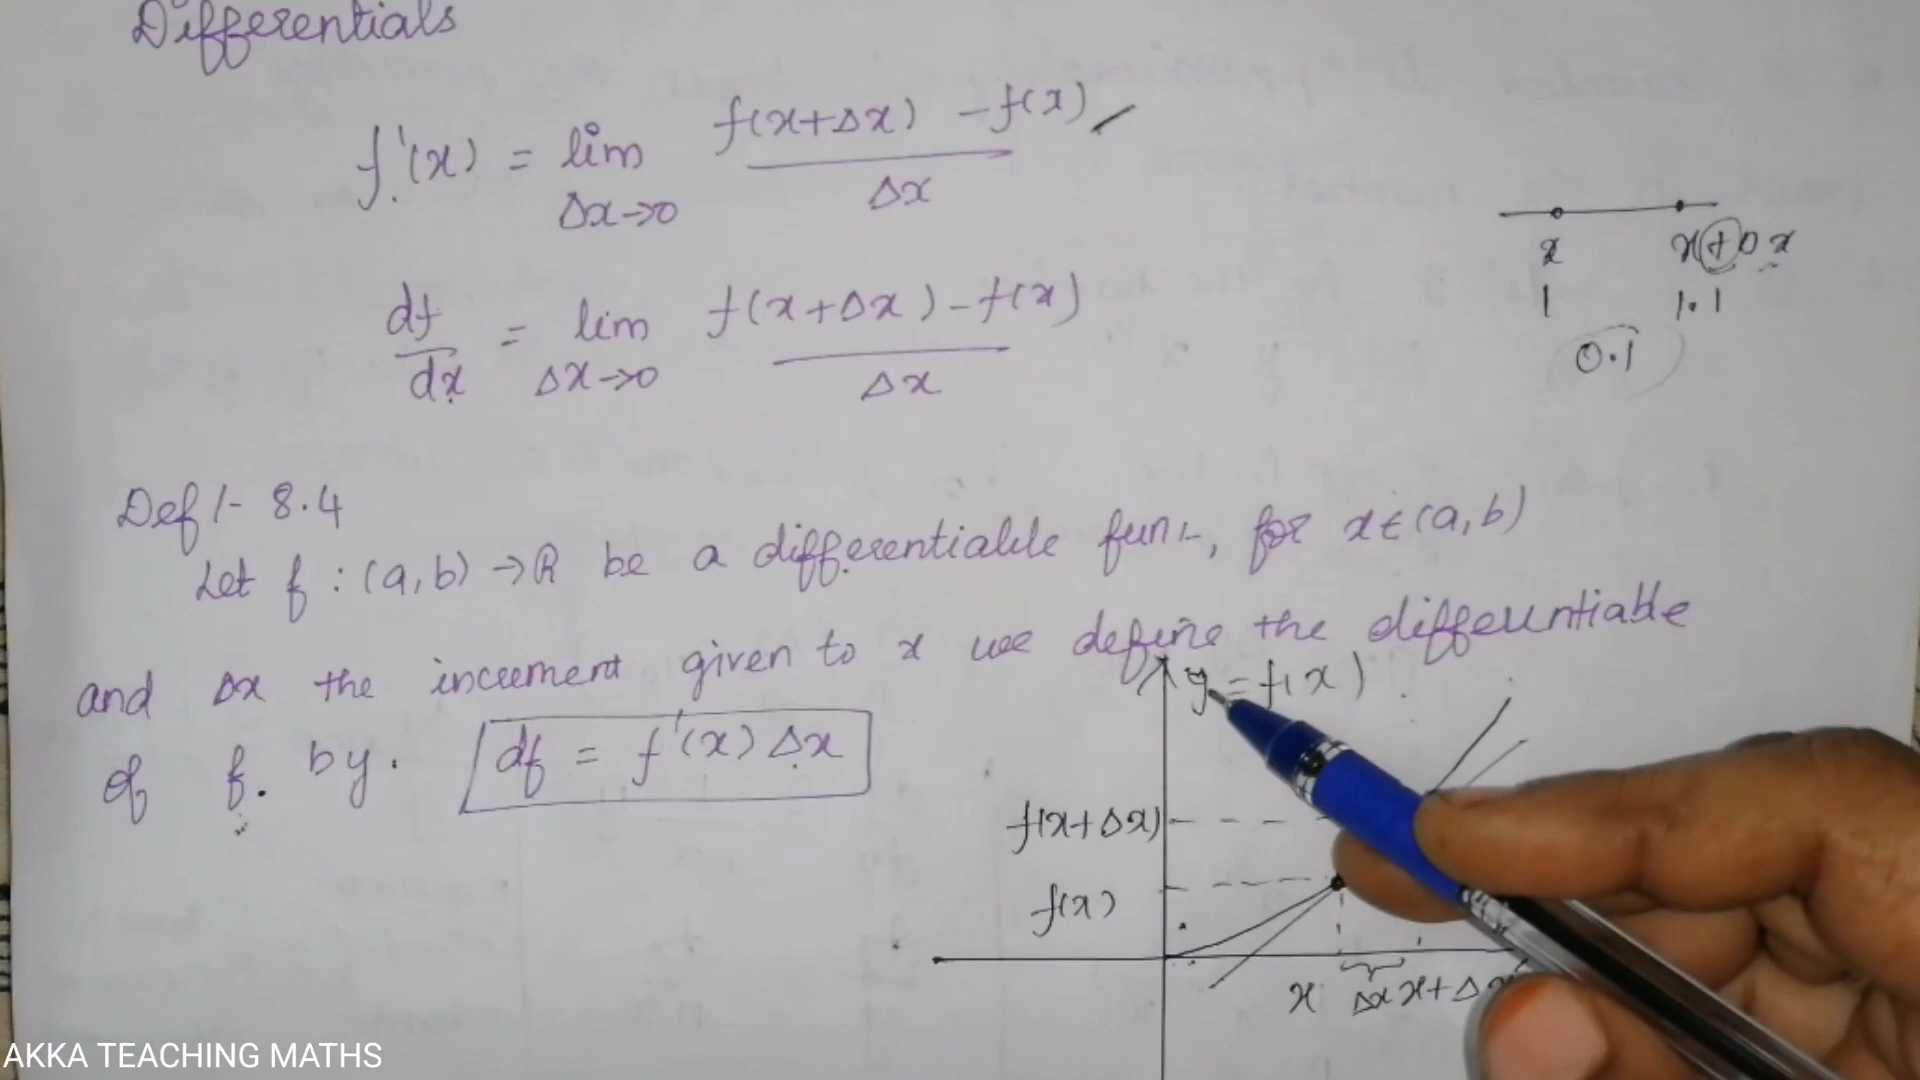 Differentials
f'(x) = lim f(x+Δx) - f(x)
Δx→0 Δx
df = lim f(x+Δx) - f(x)
dx Δx→0 Δx
x x+Δx
1 1.1
0.1
Def :- 8.4
Let f : (a,b) → R be a differentiable fun:-, for x ∈ (a,b)
and Δx the increment given to x we define the differentiable
of f. by. df = f'(x) Δx
y = f(x)
f(x+Δx)
f(x)
x Δx x+Δx
AKKA TEACHING MATHS